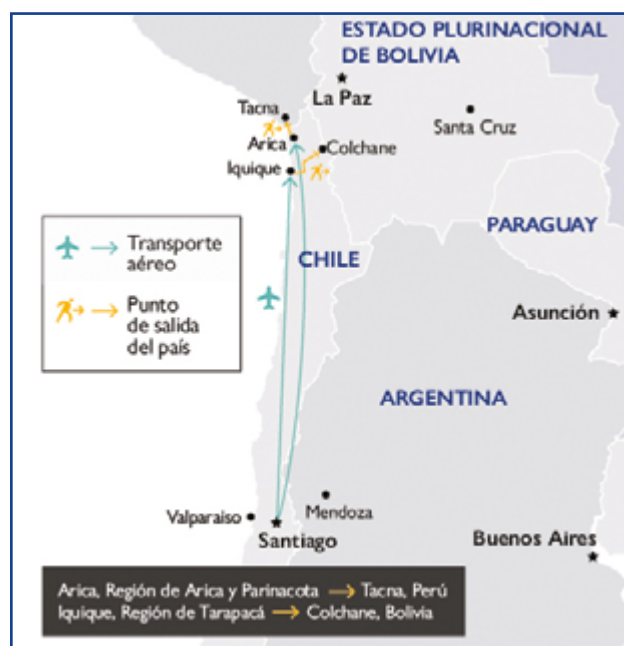 ESTADO PLURINACIONAL
DE BOLIVIA
La Paz
Tacna
Santa Cruz
Arica
Colchane
Iquique
PARAGUAY
Transporte
aéreo
CHILE
Punto
de salida
del país
Asunción
ARGENTINA
Valparaiso
Mendoza
Santiago
Buenos Aires
Arica, Región de Arica y Parinacota → Tacna, Perú
Iquique, Región de Tarapacá → Colchane, Bolivia